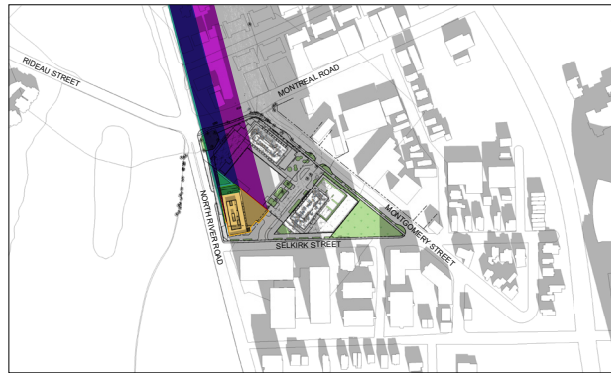 RIDEAU STREET
MONTREAL ROAD
NORTH RIVER ROAD
MONTGOMERY STREET
SELKIRK STREET